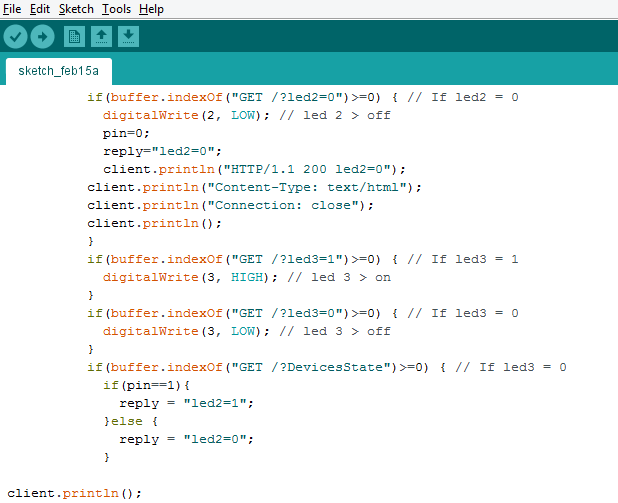 File Edit Sketch Tools Help
sketch_feb15a
if(buffer.indexOf("GET /?led2=0")>=0) { // If led2 = 0
digitalWrite(2, LOW); // led 2 > off
pin=0;
reply="led2=0";
client.println("HTTP/1.1 200 led2=0");
client.println("Content-Type: text/html");
client.println("Connection: close");
client.println();
}
if(buffer.indexOf("GET /?led3=1")>=0) { // If led3 = 1
digitalWrite(3, HIGH); // led 3 > on
}
if(buffer.indexOf("GET /?led3=0")>=0) { // If led3 = 0
digitalWrite(3, LOW); // led 3 > off
}
if(buffer.indexOf("GET /?DevicesState")>=0) { // If led3 = 0
if(pin==1){
reply = "led2=1";
}else {
reply = "led2=0";
}
client.println();